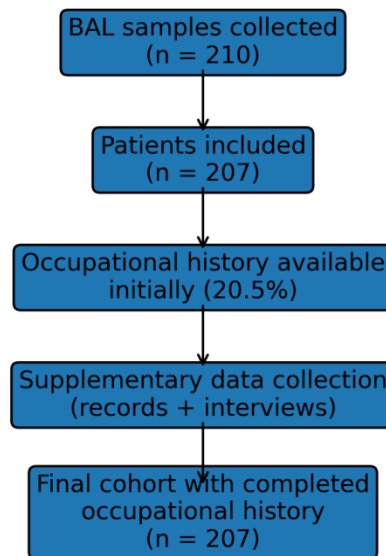 BAL samples collected
(n = 210)
Patients included
(n = 207)
Occupational history available
initially (20.5%)
Supplementary data collection
(records + interviews)
Final cohort with completed
occupational history
(n = 207)